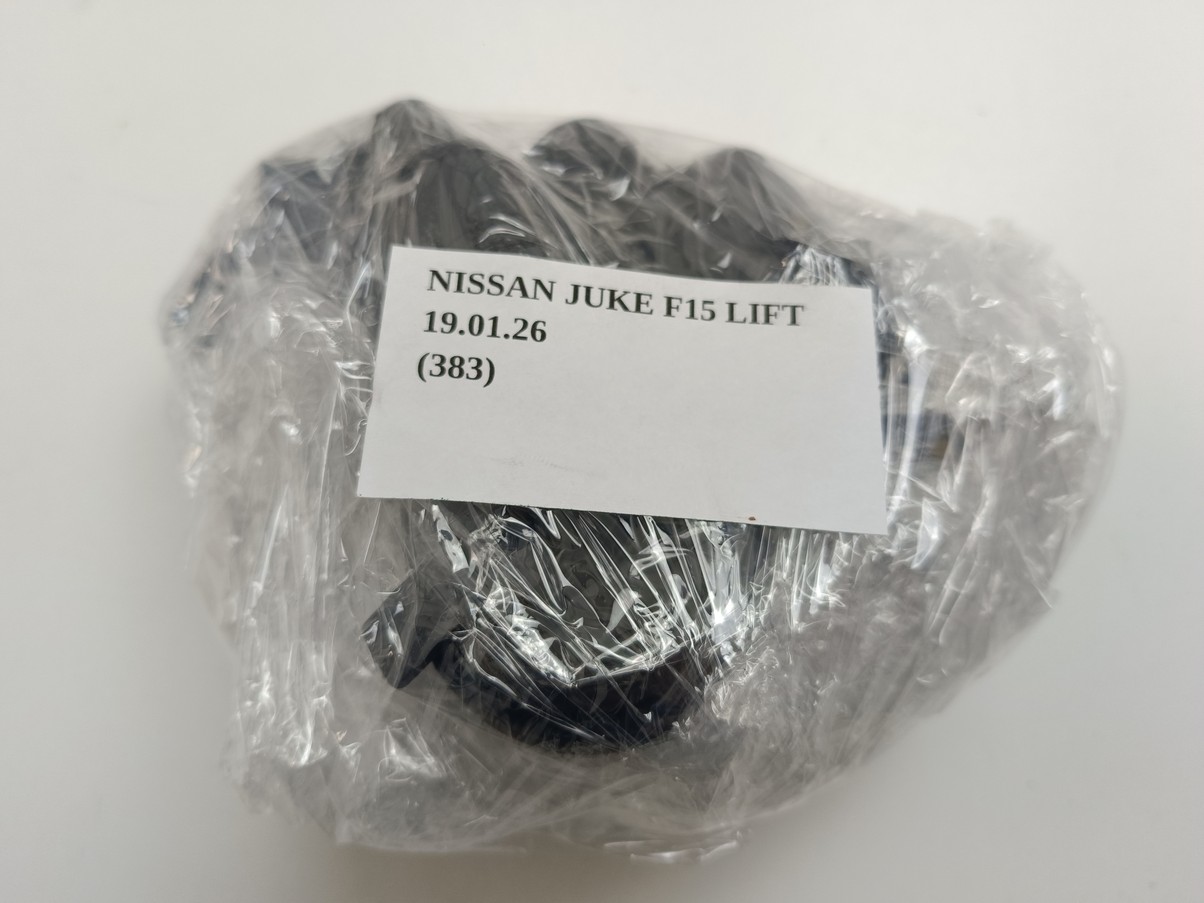 NISSAN JUKE F15 LIFT
19.01.26
(383)